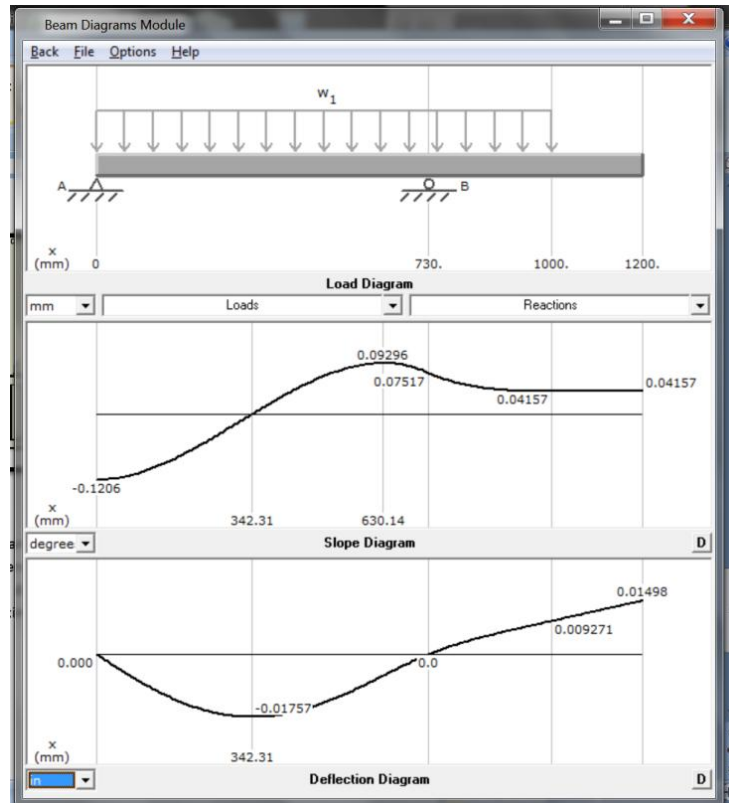 Beam Diagrams Module
Back File Options Help
w1
A
B
x
(mm) 0 730. 1000. 1200.
Load Diagram
mm Loads Reactions
0.09296
0.07517
0.04157
0.04157
-0.1206
x
(mm) 342.31 630.14
degree Slope Diagram D
0.01498
0.009271
0.000
0.0
-0.01757
x
(mm) 342.31
in Deflection Diagram D